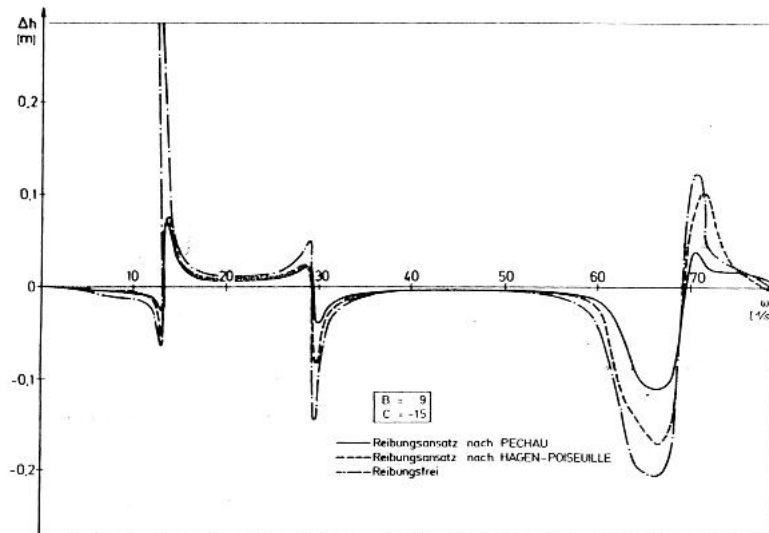 Δh
[m]
0,2
0,1
0
-0,1
-0,2
10 20 30 40 50 60 70
ω
B = 9
C = -15
Reibungsansatz nach PECHAU
Reibungsansatz nach HAGEN-POISEUILLE
Reibungsfrei